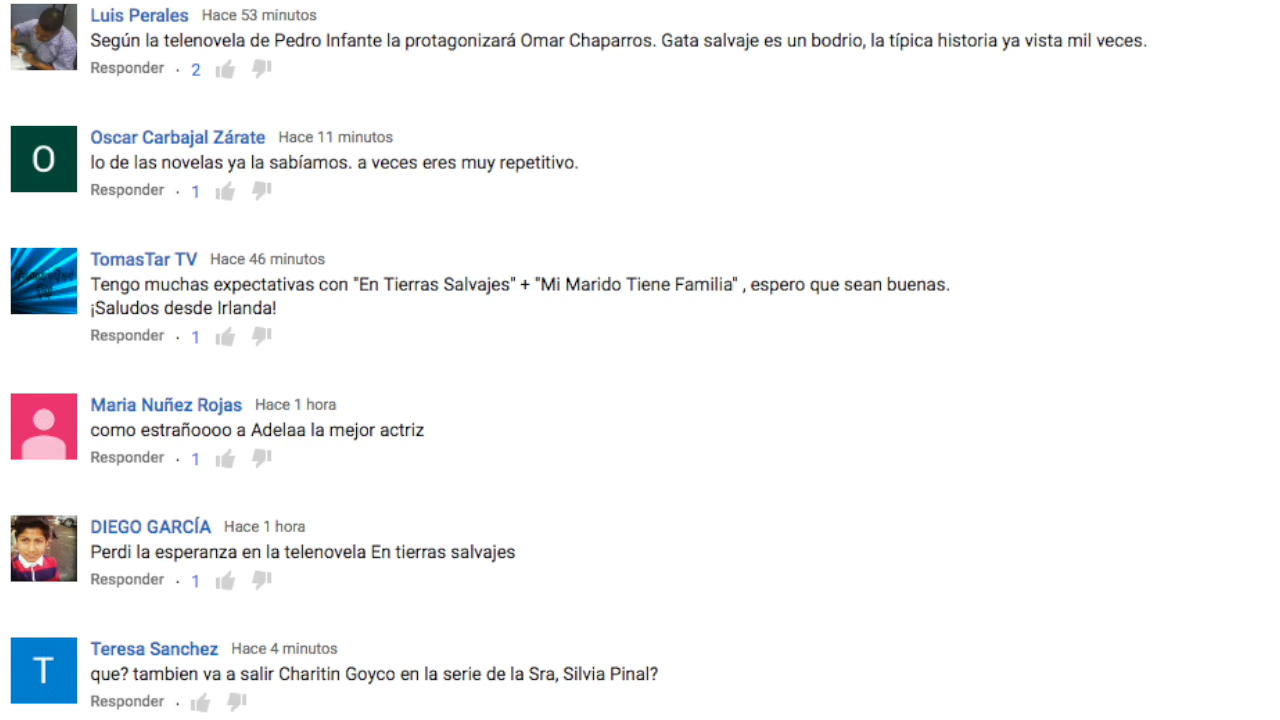 Luis Perales Hace 53 minutos
Según la telenovela de Pedro Infante la protagonizará Omar Chaparros. Gata salvaje es un bodrio, la típica historia ya vista mil veces.
Responder · 2
O
Oscar Carbajal Zárate Hace 11 minutos
lo de las novelas ya la sabíamos. a veces eres muy repetitivo.
Responder · 1
TomasTar TV Hace 46 minutos
Tengo muchas expectativas con "En Tierras Salvajes" + "Mi Marido Tiene Familia" , espero que sean buenas.
¡Saludos desde Irlanda!
Responder · 1
Maria Nuñez Rojas Hace 1 hora
como estrañoooo a Adelaa la mejor actriz
Responder · 1
DIEGO GARCÍA Hace 1 hora
Perdi la esperanza en la telenovela En tierras salvajes
Responder · 1
T
Teresa Sanchez Hace 4 minutos
que? tambien va a salir Charitin Goyco en la serie de la Sra, Silvia Pinal?
Responder ·